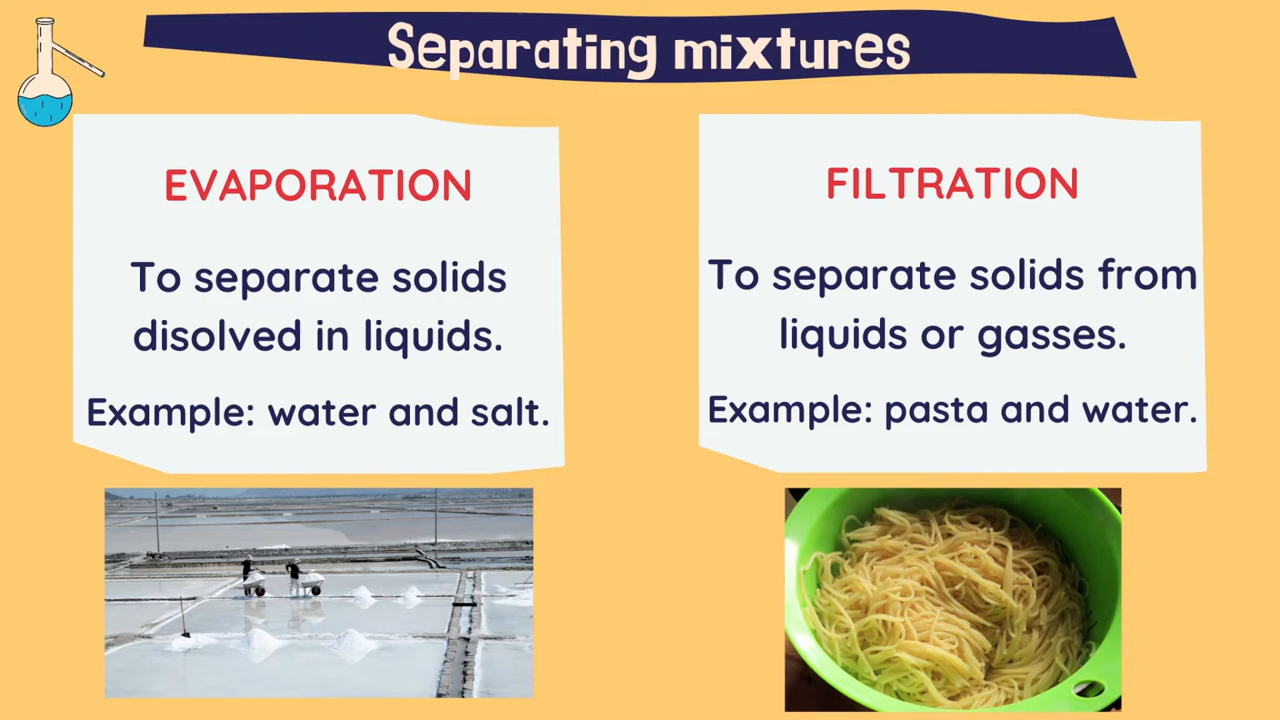 Separating mixtures
EVAPORATION
To separate solids
disolved in liquids.
Example: water and salt.
FILTRATION
To separate solids from
liquids or gasses.
Example: pasta and water.